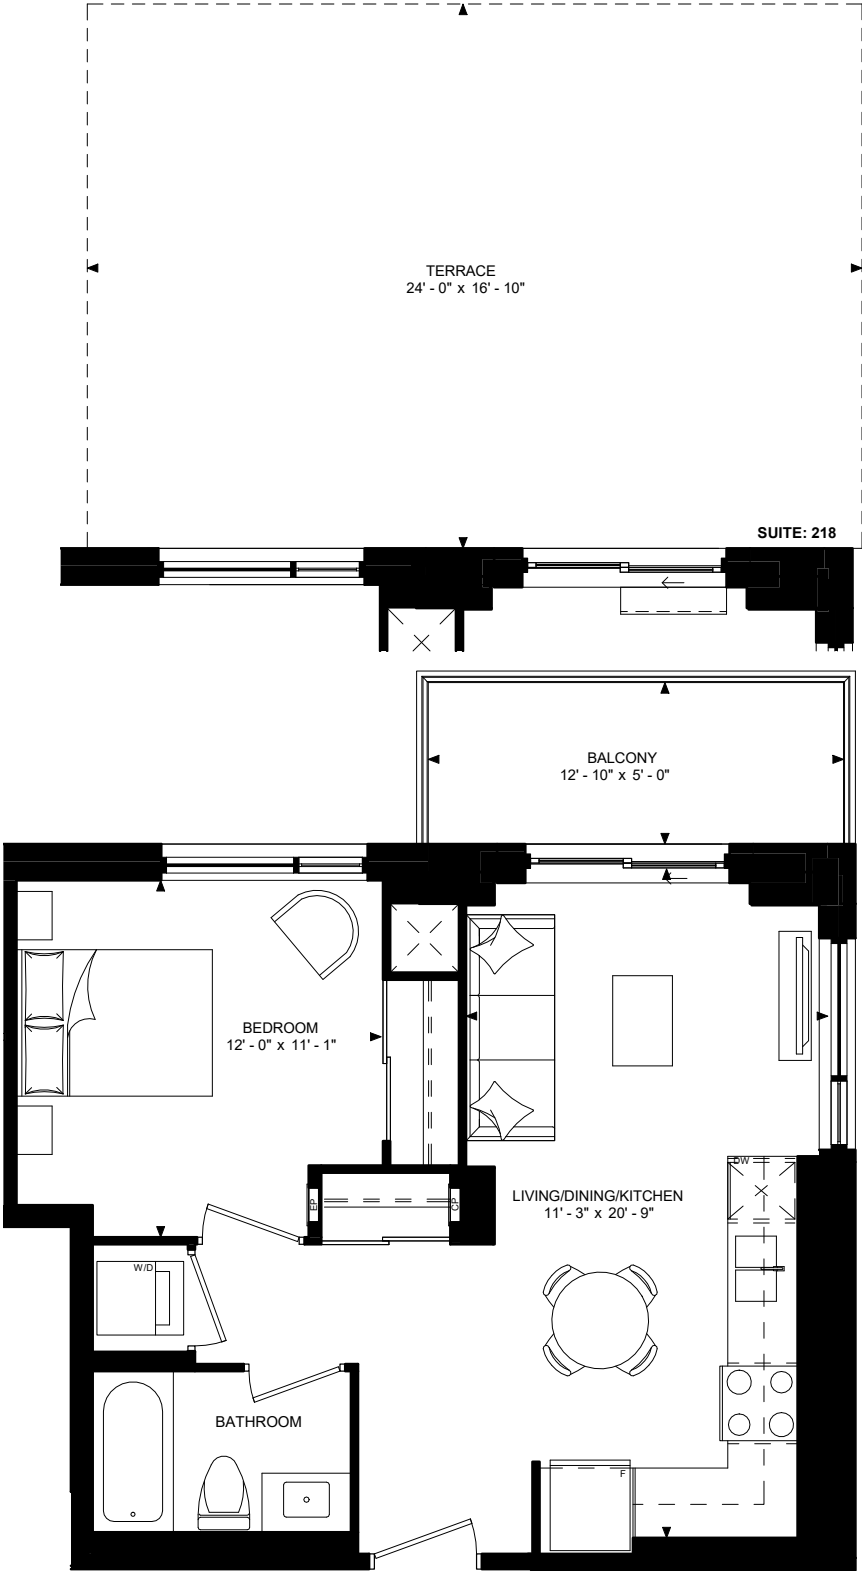 TERRACE
24' - 0" x 16' - 10"
SUITE: 218
BALCONY
12' - 10" x 5' - 0"
BEDROOM
12' - 0" x 11' - 1"
DW
EP
CP
LIVING/DINING/KITCHEN
11' - 3" x 20' - 9"
W/D
BATHROOM
F